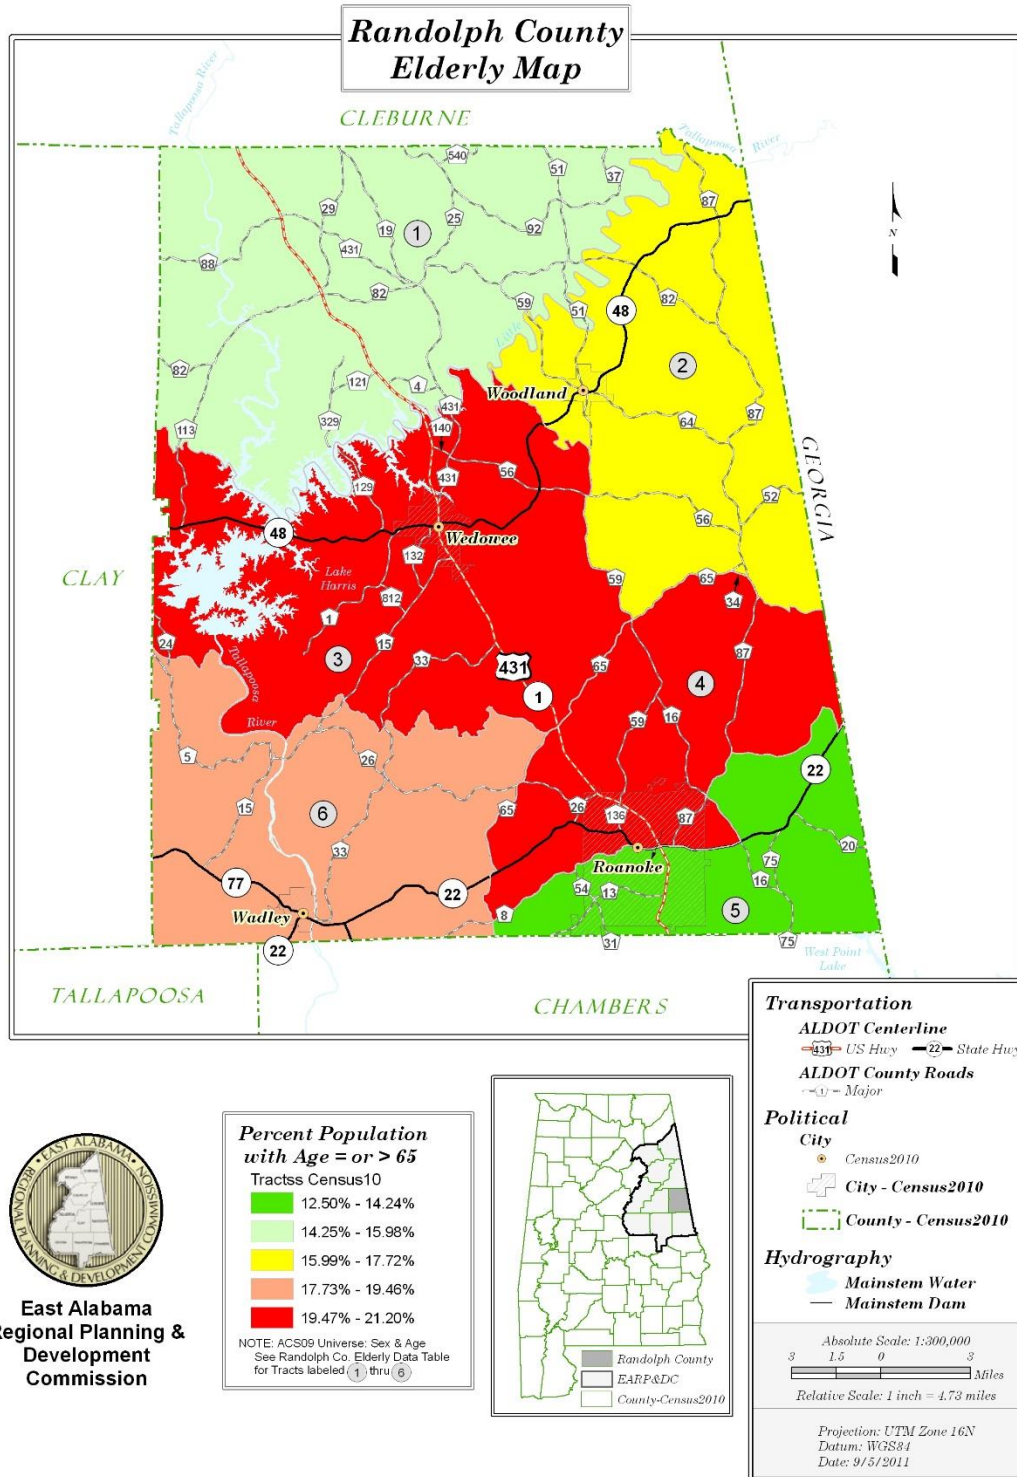 Randolph County
Elderly Map
CLEBURNE
Tallapoosa River
Tallapoosa River
540
51
37
87
29
19
25
92
1
431
88
82
59
51
48
82
2
Little
82
121
4
Woodland
431
329
140
64
87
113
GEORGIA
431
56
129
52
56
48
Wedowee
132
CLAY
Lake
Harris
59
65
34
812
1
24
15
3
33
431
65
87
4
Tallapoosa
River
1
59
16
5
26
22
6
15
65
26
136
87
33
20
Roanoke
75
16
77
22
54
13
5
Wadley
8
31
75
22
West Point
Lake
TALLAPOOSA
CHAMBERS
N
Transportation
ALDOT Centerline
431 US Hwy 22 State Hwy
ALDOT County Roads
1 Major
Political
City
Census2010
City - Census2010
County - Census2010
Hydrography
Mainstem Water
Mainstem Dam
Absolute Scale: 1:300,000
3 1.5 0 3
Miles
Relative Scale: 1 inch = 4.73 miles
Projection: UTM Zone 16N
Datum: WGS84
Date: 9/5/2011
EAST ALABAMA
REGIONAL PLANNING & DEVELOPMENT COMMISSION
East Alabama
Regional Planning &
Development
Commission
Percent Population
with Age = or > 65
Tractss Census10
12.50% - 14.24%
14.25% - 15.98%
15.99% - 17.72%
17.73% - 19.46%
19.47% - 21.20%
NOTE: ACS09 Universe: Sex & Age
See Randolph Co. Elderly Data Table
for Tracts labeled 1 thru 6
Randolph County
EARP&DC
County-Census2010